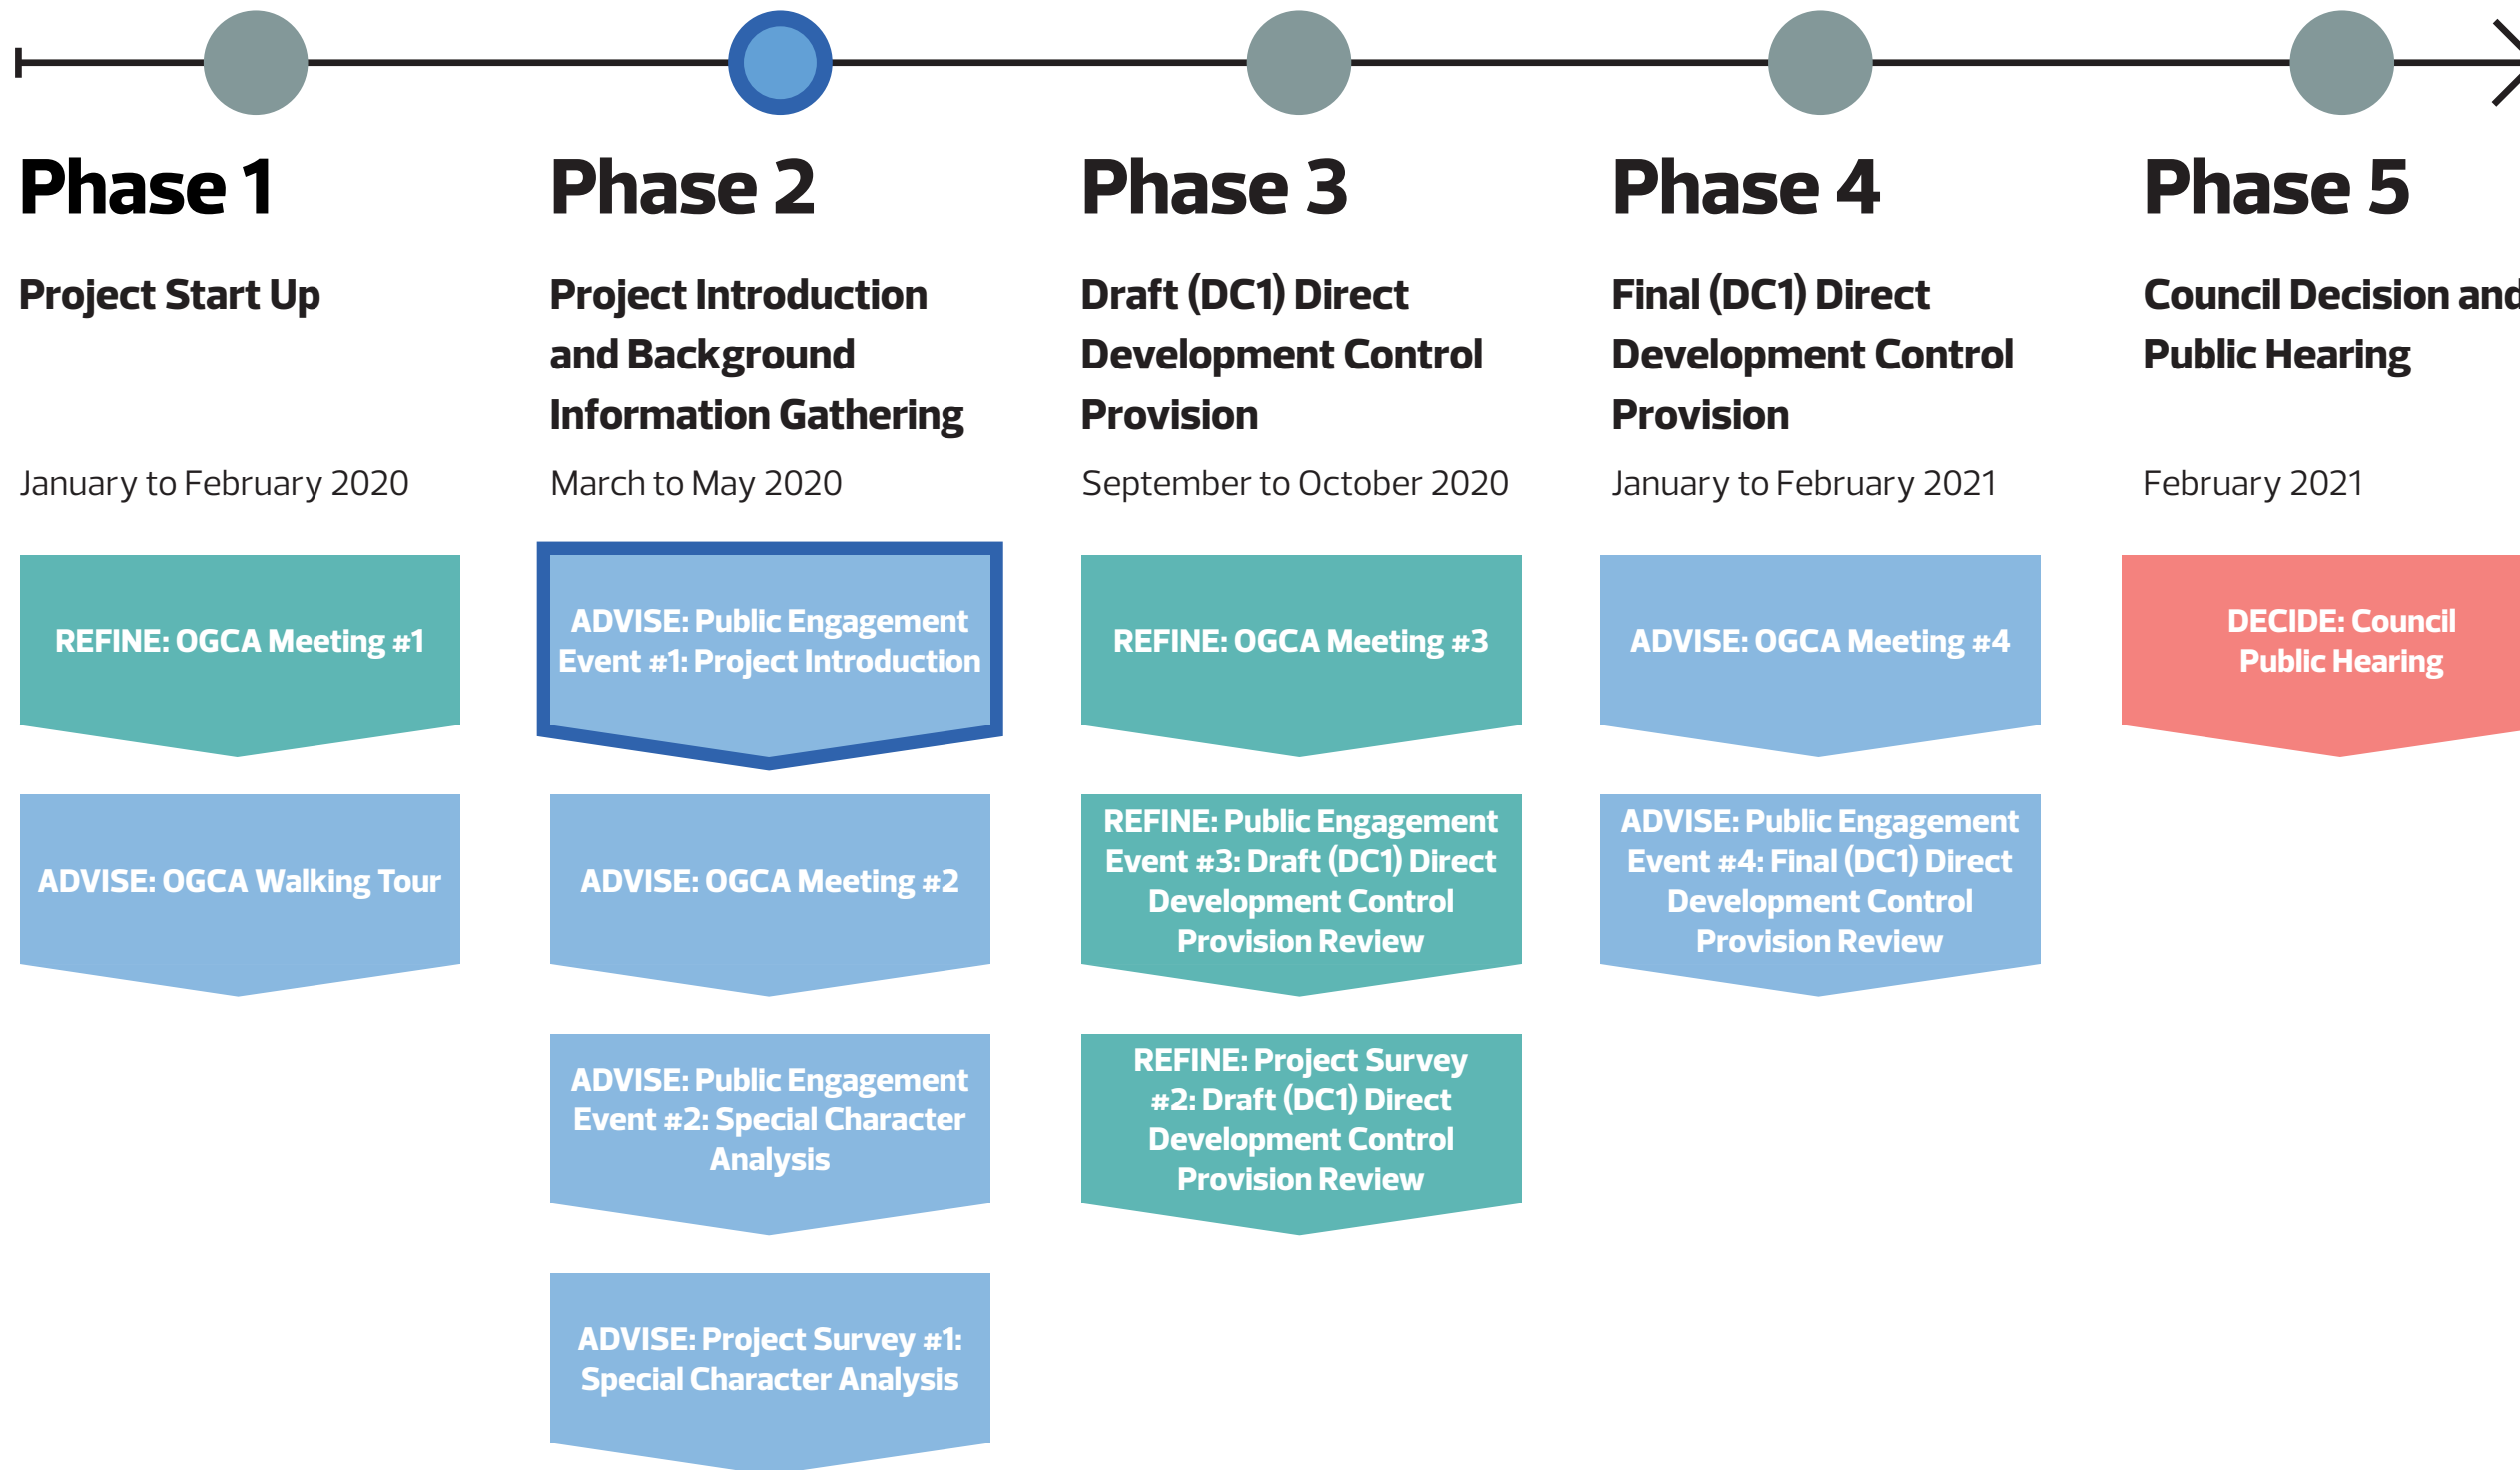 Phase 1
Project Start Up
January to February 2020
REFINE: OGCA Meeting #1
ADVISE: OGCA Walking Tour
Phase 2
Project Introduction
and Background
Information Gathering
March to May 2020
ADVISE: Public Engagement
Event #1: Project Introduction
ADVISE: OGCA Meeting #2
ADVISE: Public Engagement
Event #2: Special Character
Analysis
ADVISE: Project Survey #1:
Special Character Analysis
Phase 3
Draft (DC1) Direct
Development Control
Provision
September to October 2020
REFINE: OGCA Meeting #3
REFINE: Public Engagement
Event #3: Draft (DC1) Direct
Development Control
Provision Review
REFINE: Project Survey
#2: Draft (DC1) Direct
Development Control
Provision Review
Phase 4
Final (DC1) Direct
Development Control
Provision
January to February 2021
ADVISE: OGCA Meeting #4
ADVISE: Public Engagement
Event #4: Final (DC1) Direct
Development Control
Provision Review
Phase 5
Council Decision and
Public Hearing
February 2021
DECIDE: Council
Public Hearing